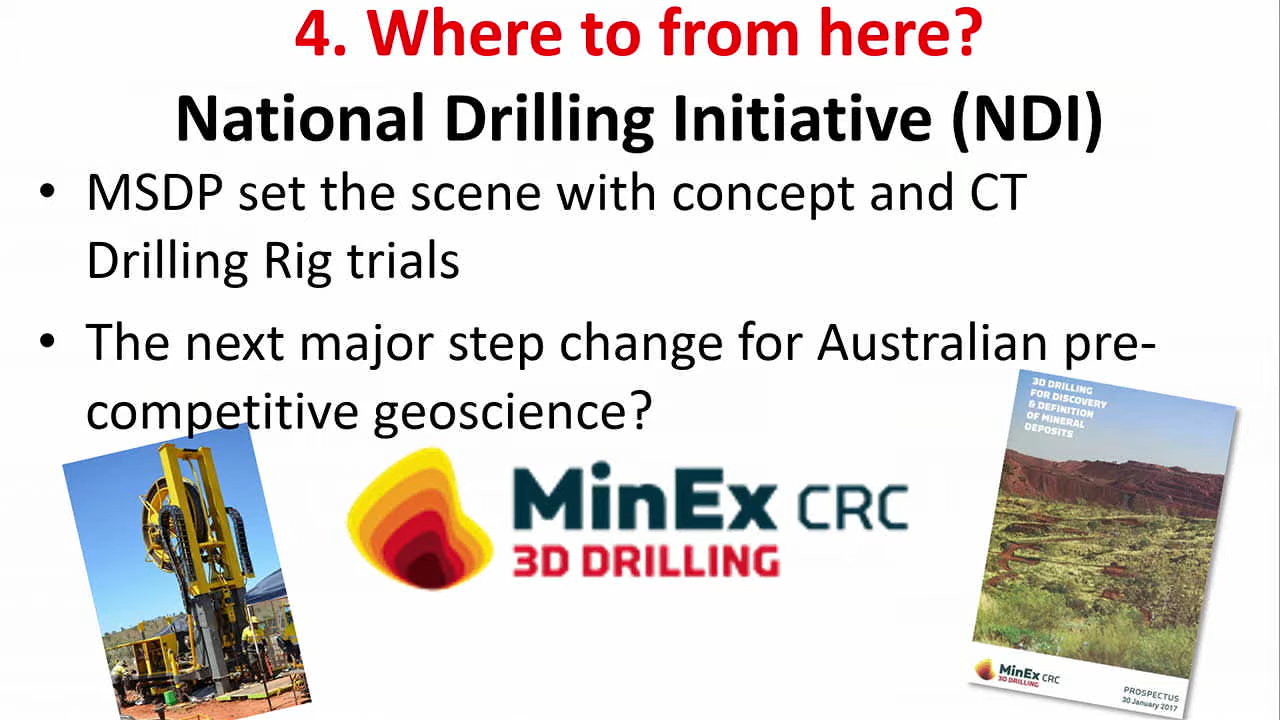 4. Where to from here?
National Drilling Initiative (NDI)
• MSDP set the scene with concept and CT
Drilling Rig trials
• The next major step change for Australian pre-
competitive geoscience?
MinEx CRC
3D DRILLING
3D DRILLING
FOR DISCOVERY
& DEFINITION
OF MINERAL
DEPOSITS
MinEx CRC
3D DRILLING
PROSPECTUS
30 January 2017